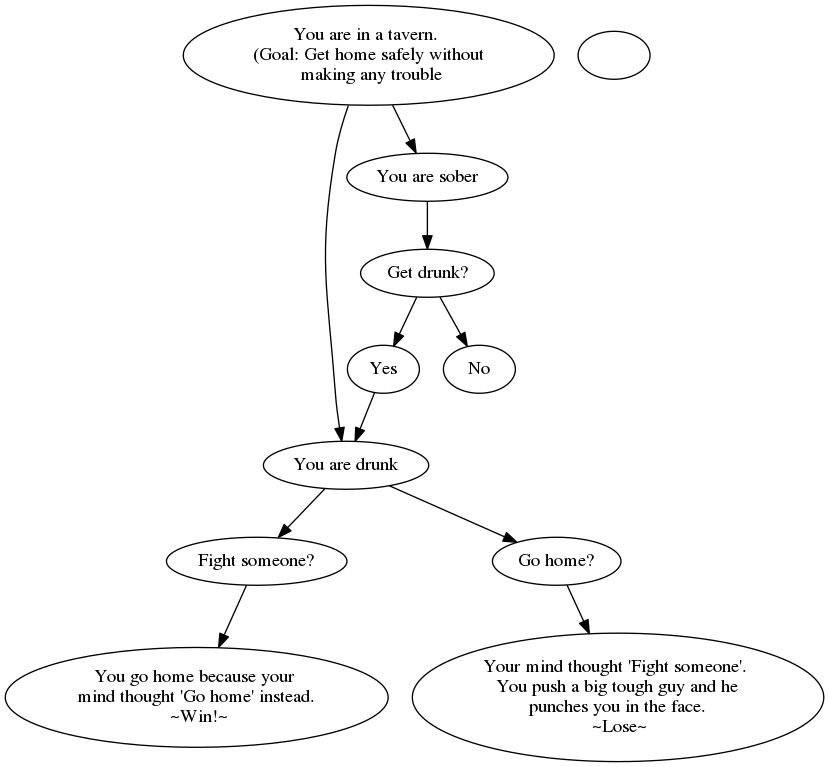 You are in a tavern.
(Goal: Get home safely without
making any trouble
You are sober
Get drunk?
Yes
No
You are drunk
Fight someone?
Go home?
You go home because your
mind thought 'Go home' instead.
~Win!~
Your mind thought 'Fight someone'.
You push a big tough guy and he
punches you in the face.
~Lose~